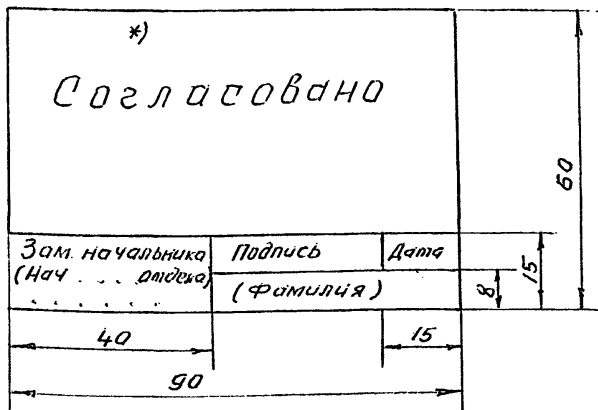 *)
Согласовано
Зам. начальника Подпись Дата
(Нач . . . отдела)
. . . . . .
(Фамилия)
60
15
8
40 15
90